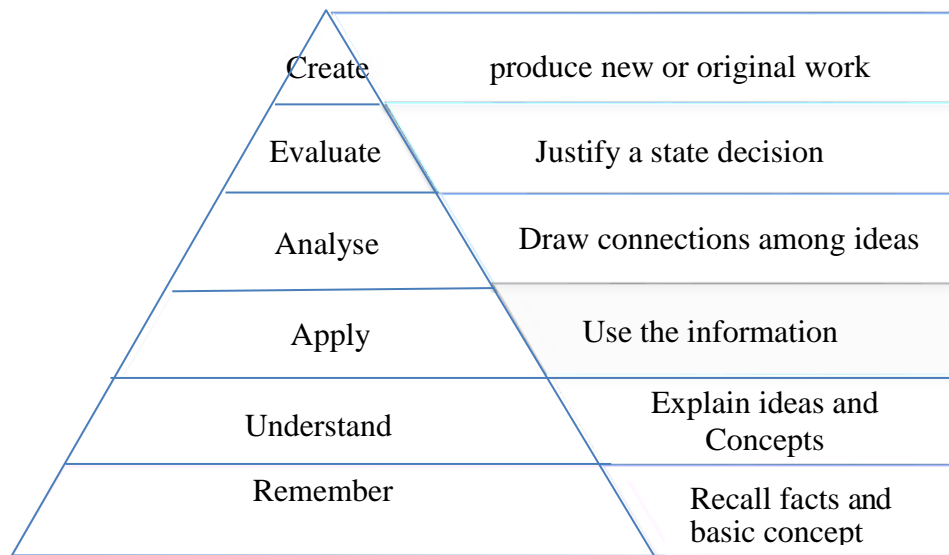 Create
produce new or original work
Evaluate
Justify a state decision
Analyse
Draw connections among ideas
Apply
Use the information
Understand
Explain ideas and
Concepts
Remember
Recall facts and
basic concept